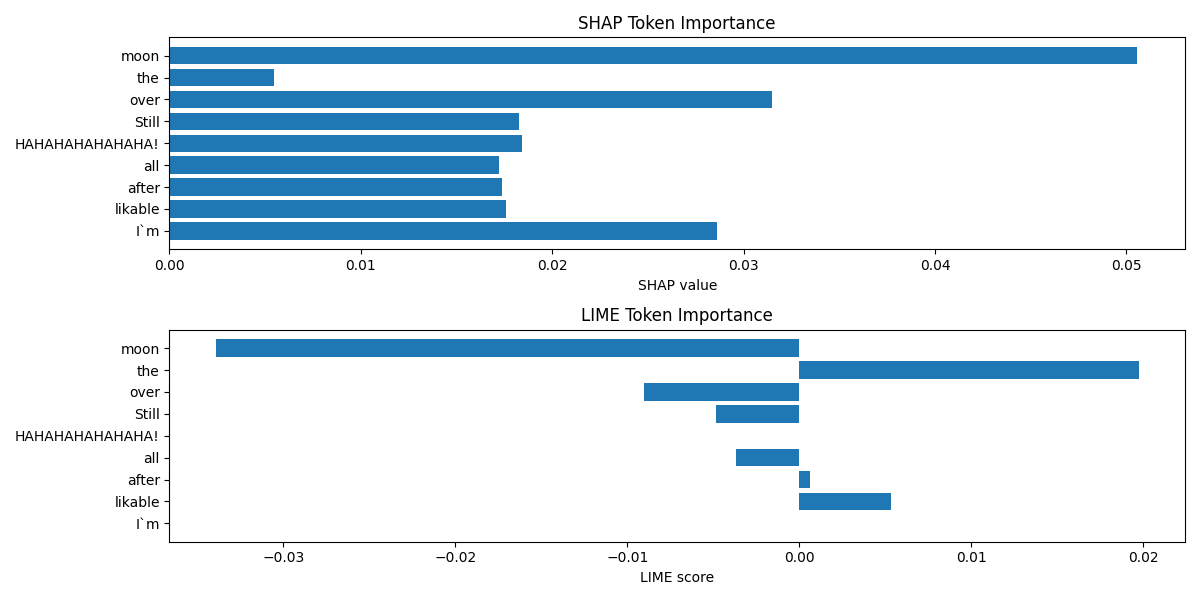 SHAP Token Importance
moon
the
over
Still
HAHAHAHAHAHAHA!
all
after
likable
I`m
0.00 0.01 0.02 0.03 0.04 0.05
SHAP value
LIME Token Importance
moon
the
over
Still
HAHAHAHAHAHAHA!
all
after
likable
I`m
−0.03 −0.02 −0.01 0.00 0.01 0.02
LIME score